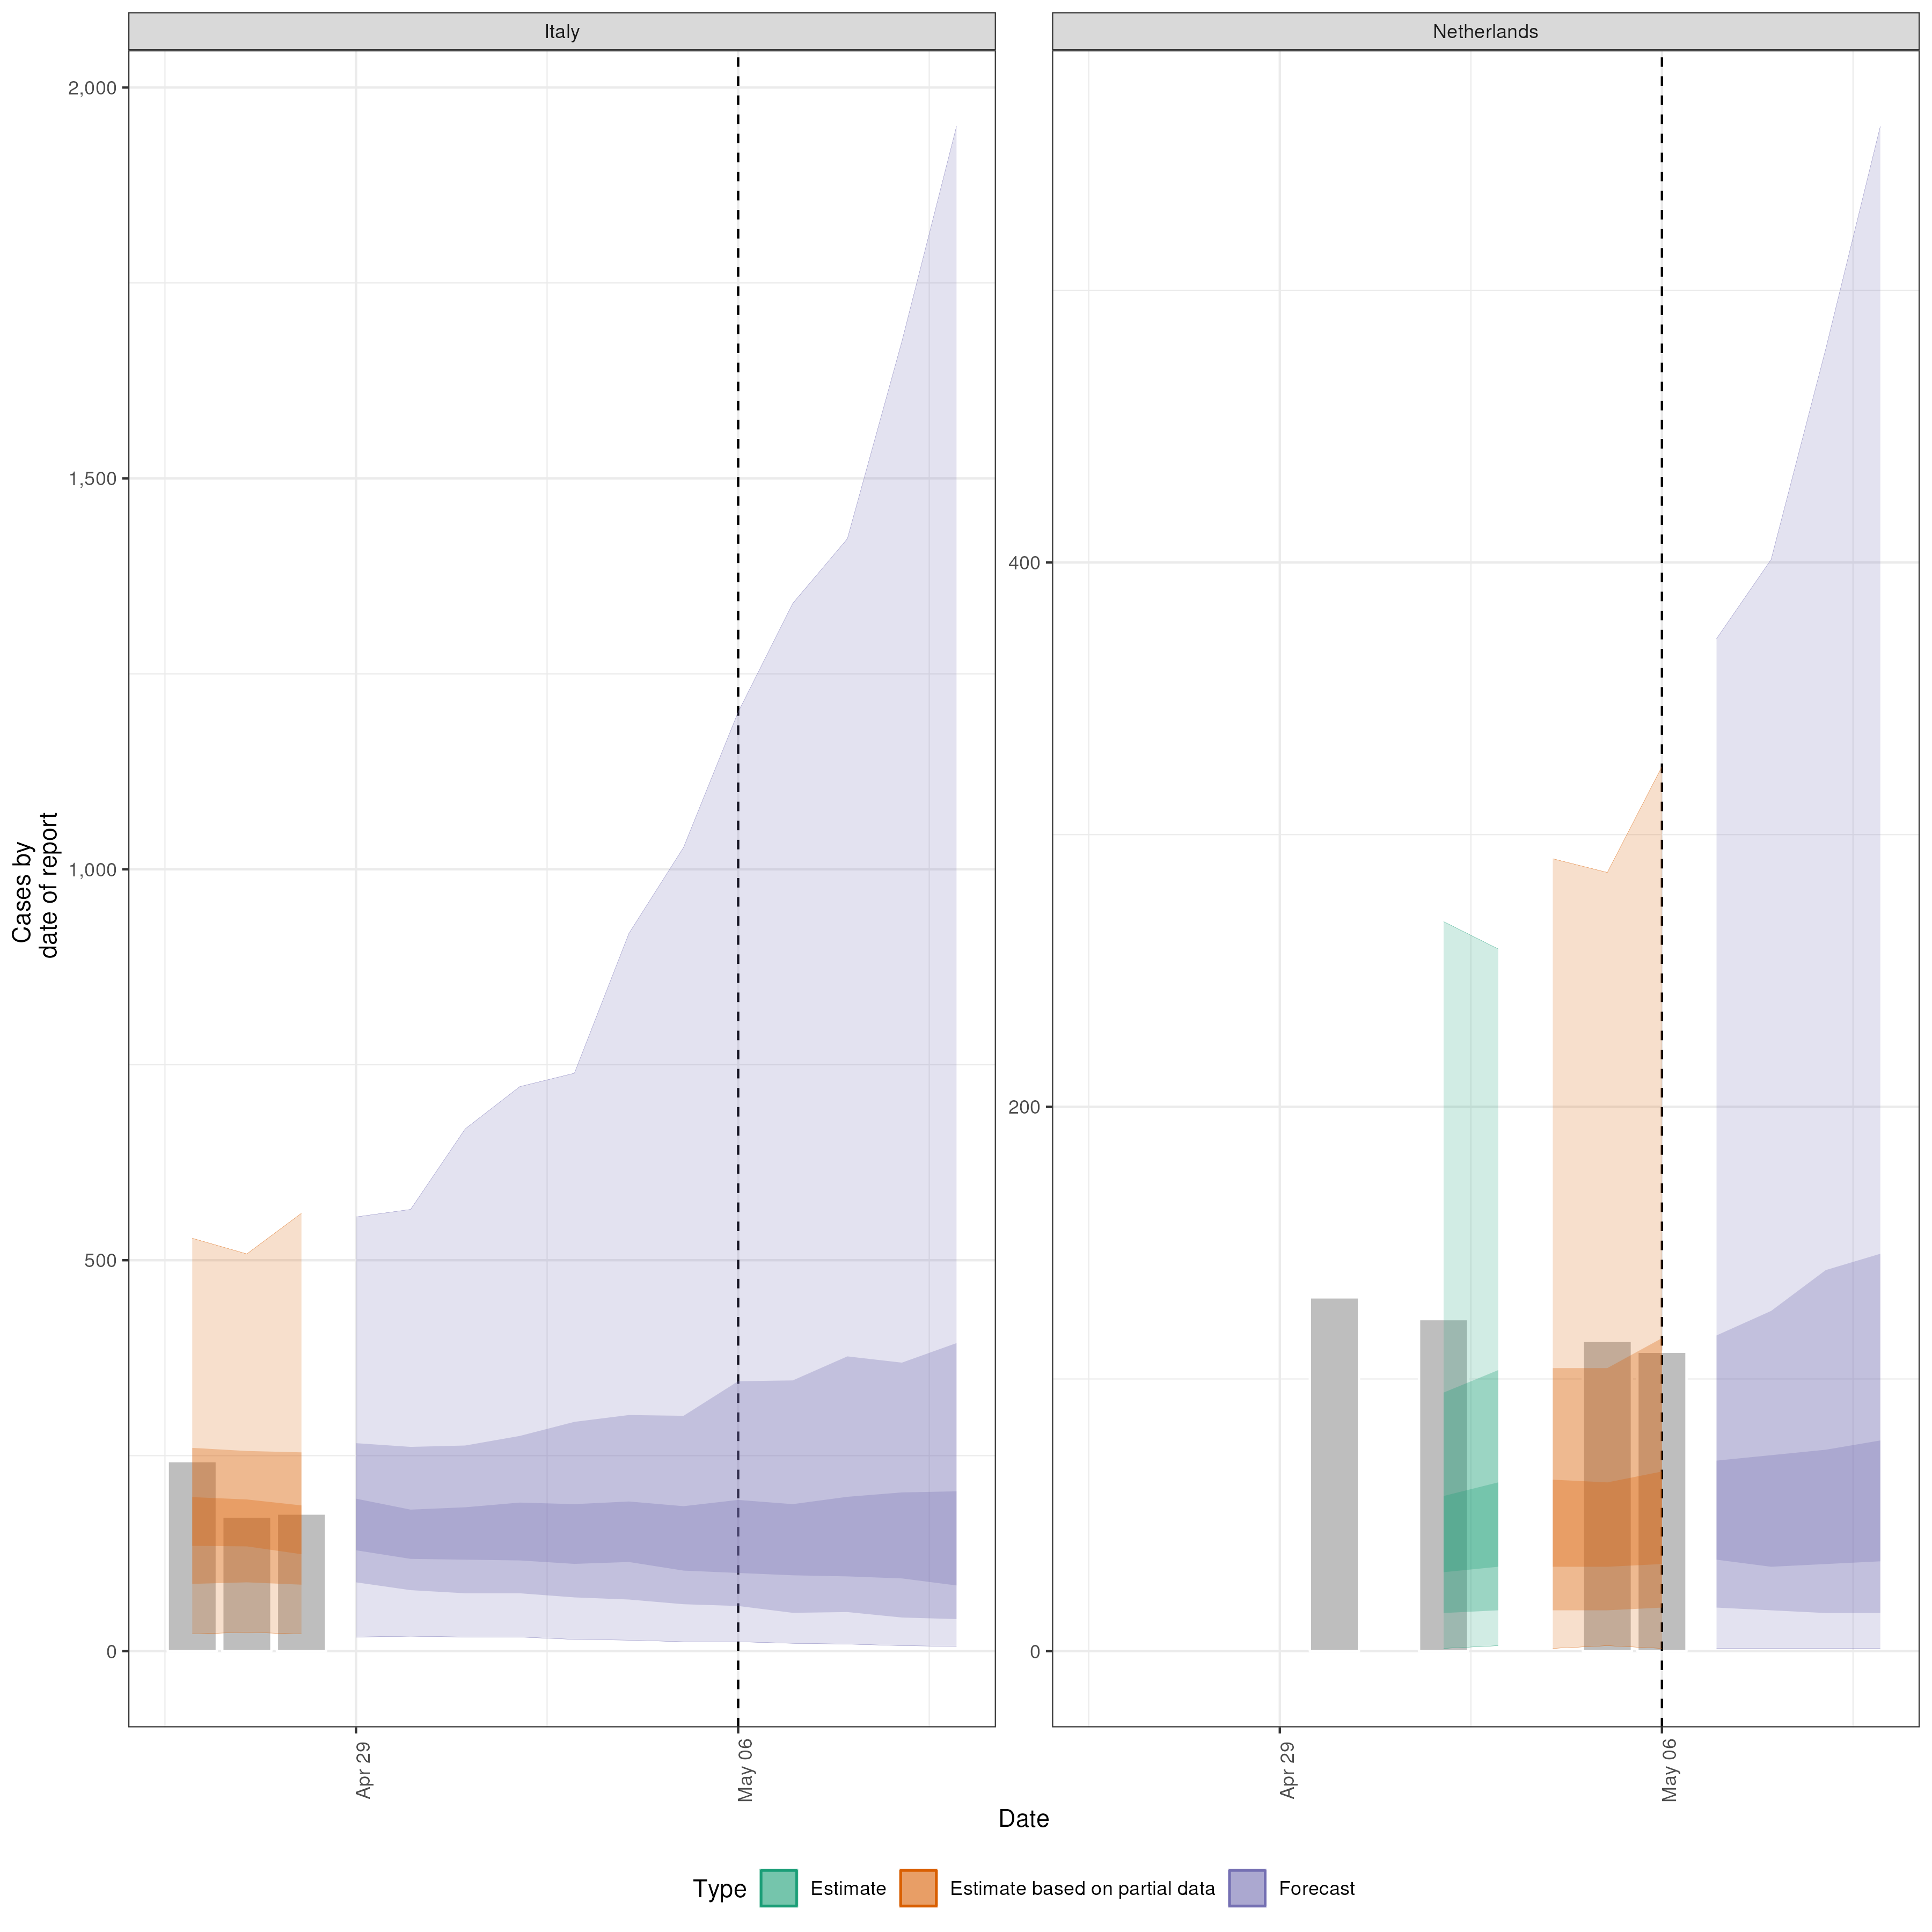 Italy
Netherlands
2,000
1,500
1,000
500
0
400
200
0
Cases by
date of report
Apr 29
May 06
Apr 29
May 06
Date
Type
Estimate
Estimate based on partial data
Forecast